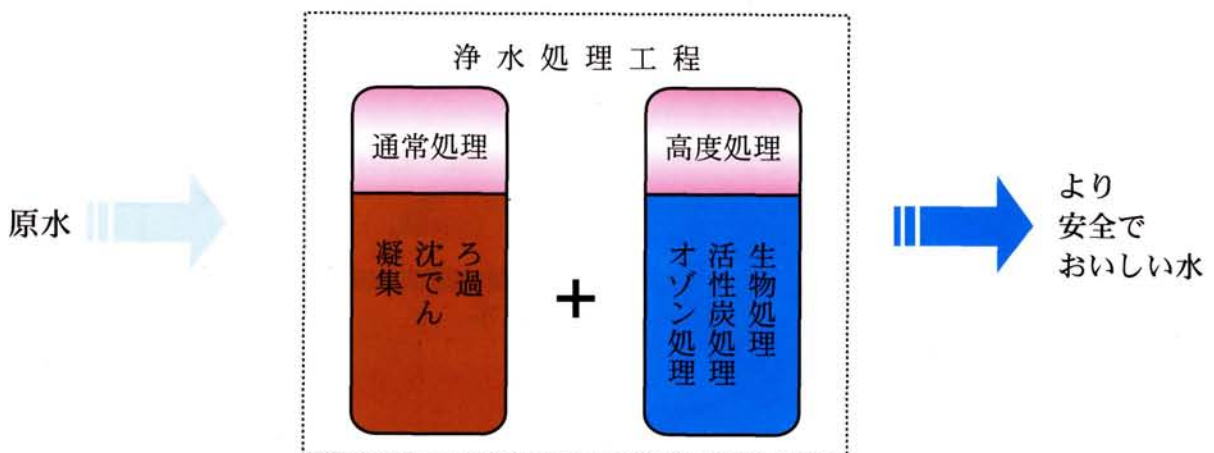 浄水処理工程
原水
通常処理
凝集
沈でん
ろ過
+
高度処理
オゾン処理
活性炭処理
生物処理
より
安全で
おいしい水